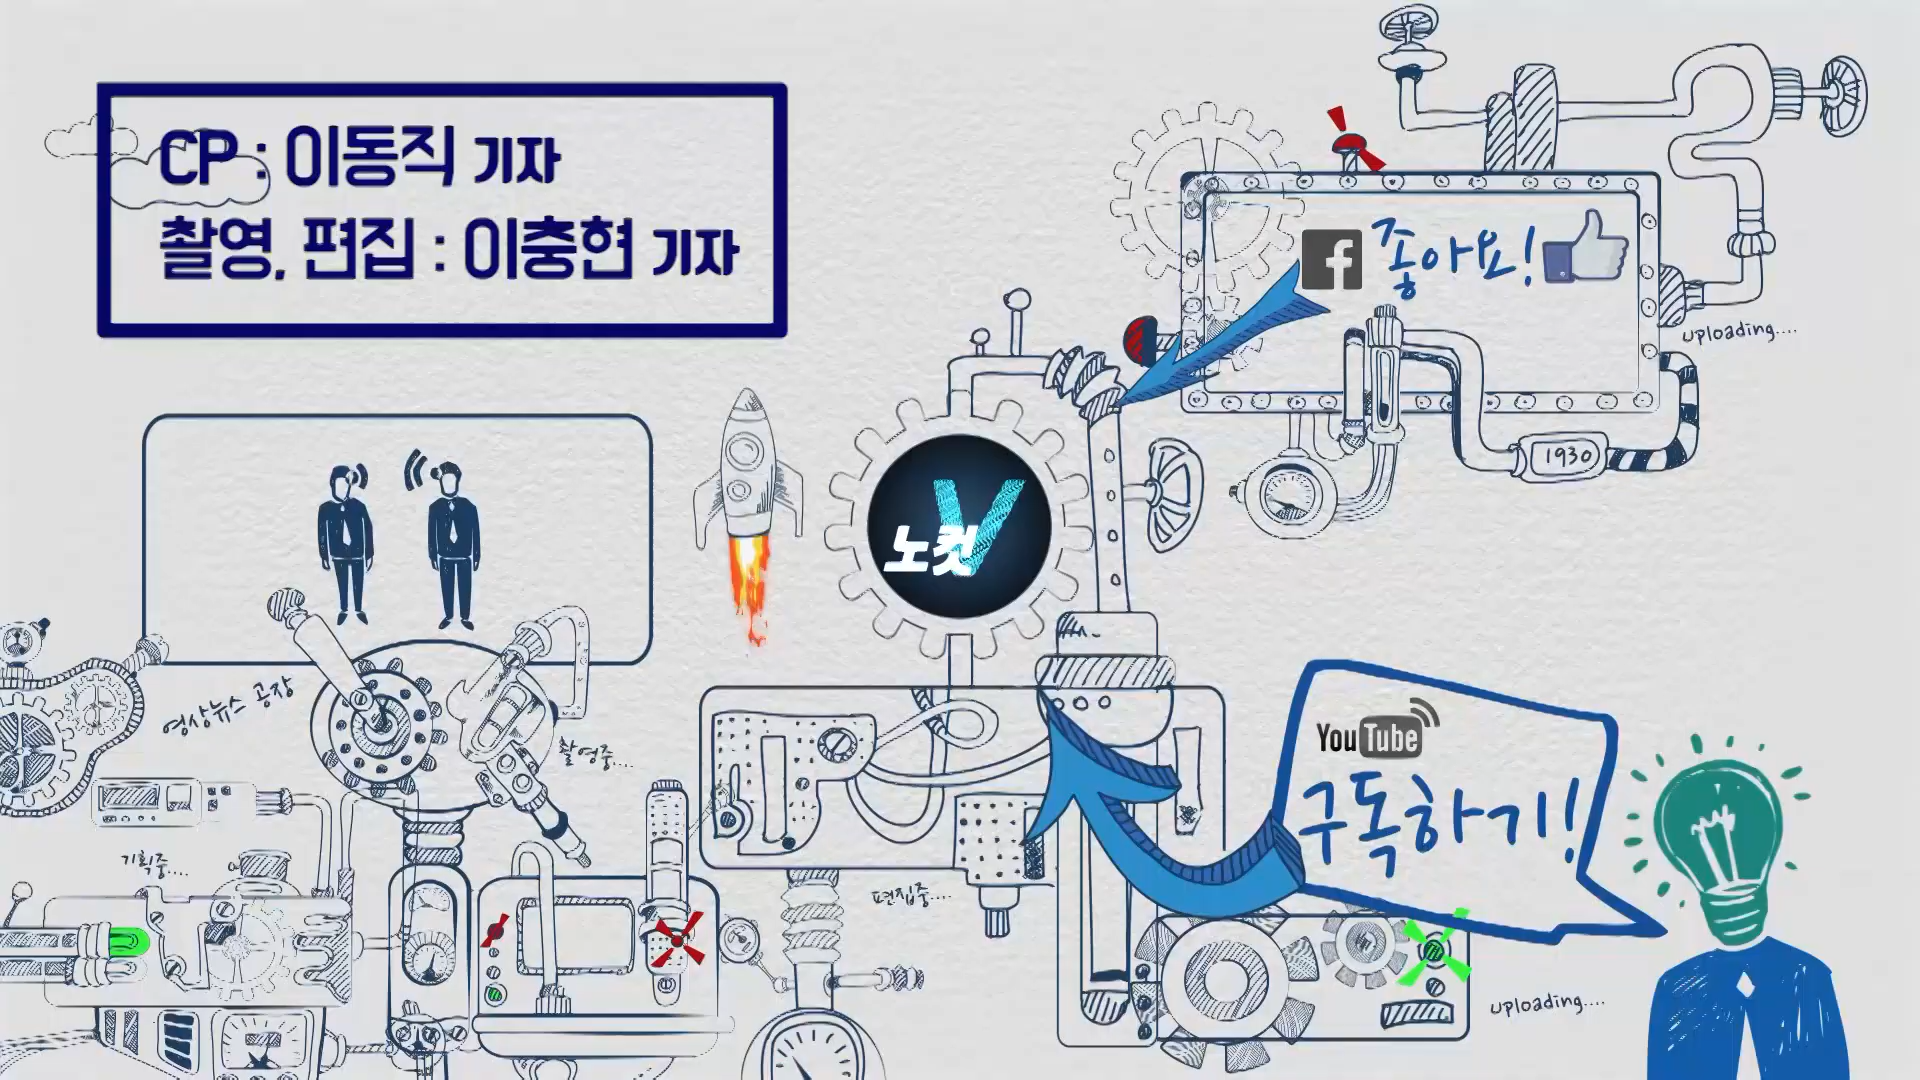 CP : 이동직 기자
촬영, 편집 : 이충현 기자
f 좋아요!
uploading....
1930
노컷V
영상뉴스 공장
촬영중....
YouTube
구독하기!
기획중....
편집중....
uploading....